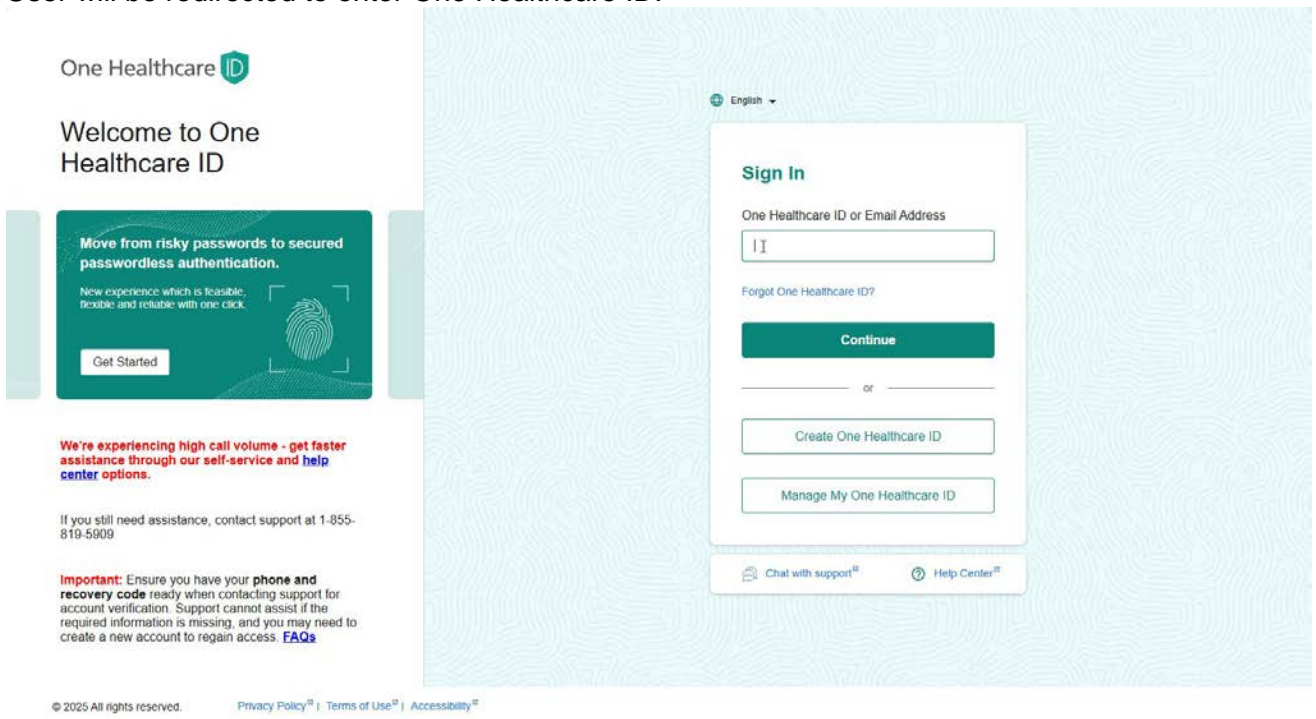 User will be redirected to enter One Healthcare ID.
One Healthcare ID
Welcome to One
Healthcare ID
Move from risky passwords to secured
passwordless authentication.
New experience which is feasible,
flexible and reliable with one click.
Get Started
We're experiencing high call volume - get faster
assistance through our self-service and help
center options.
If you still need assistance, contact support at 1-855-
819-5909
Important: Ensure you have your phone and
recovery code ready when contacting support for
account verification. Support cannot assist if the
required information is missing, and you may need to
create a new account to regain access. FAQs
English
Sign In
One Healthcare ID or Email Address
Forgot One Healthcare ID?
Continue
or
Create One Healthcare ID
Manage My One Healthcare ID
Chat with support
Help Center
© 2025 All rights reserved. Privacy Policy | Terms of Use | Accessibility